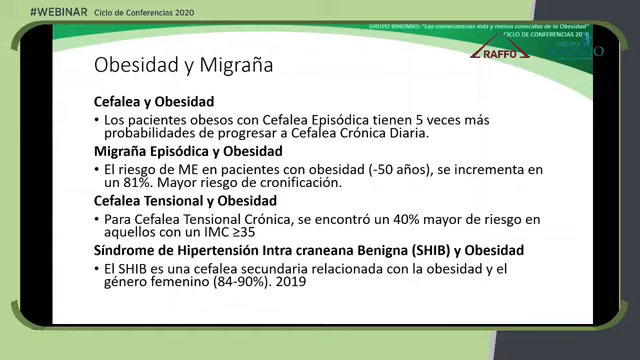 #WEBINAR Ciclo de Conferencias 2020
GRUPO BINOMIO: "Las comorbilidades más y menos conocidas de la Obesidad"
CICLO DE CONFERENCIAS 2020
RAFFO
GRUPO
Obesidad y Migraña
Cefalea y Obesidad
• Los pacientes obesos con Cefalea Episódica tienen 5 veces más
probabilidades de progresar a Cefalea Crónica Diaria.
Migraña Episódica y Obesidad
• El riesgo de ME en pacientes con obesidad (-50 años), se incrementa en
un 81%. Mayor riesgo de cronificación.
Cefalea Tensional y Obesidad
• Para Cefalea Tensional Crónica, se encontró un 40% mayor de riesgo en
aquellos con un IMC ≥35
Síndrome de Hipertensión Intra craneana Benigna (SHIB) y Obesidad
• El SHIB es una cefalea secundaria relacionada con la obesidad y el
género femenino (84-90%). 2019